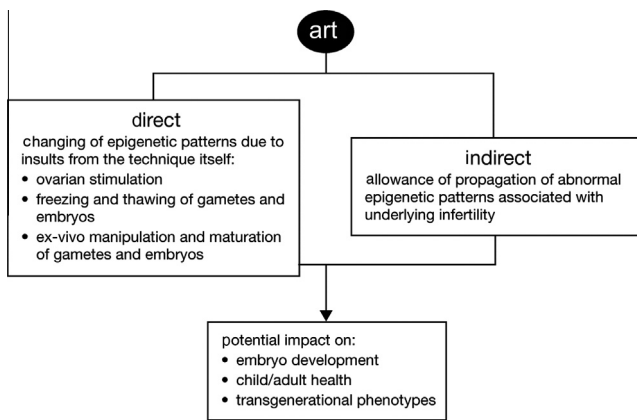 art
direct
changing of epigenetic patterns due to
insults from the technique itself:
• ovarian stimulation
• freezing and thawing of gametes and
embryos
• ex-vivo manipulation and maturation
of gametes and embryos
indirect
allowance of propagation of abnormal
epigenetic patterns associated with
underlying infertility
potential impact on:
• embryo development
• child/adult health
• transgenerational phenotypes